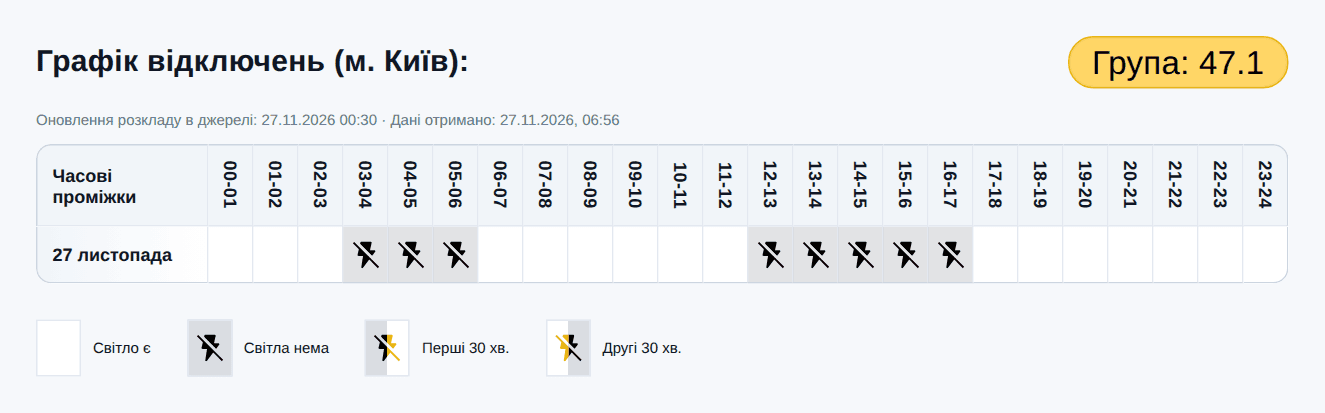 Графік відключень (м. Київ):
Група: 47.1
Оновлення розкладу в джерелі: 27.11.2026 00:30 · Дані отримано: 27.11.2026, 06:56
Часові
проміжки
00-01
01-02
02-03
03-04
04-05
05-06
06-07
07-08
08-09
09-10
10-11
11-12
12-13
13-14
14-15
15-16
16-17
17-18
18-19
19-20
20-21
21-22
22-23
23-24
27 листопада
Світло є
Світла нема
Перші 30 хв.
Другі 30 хв.